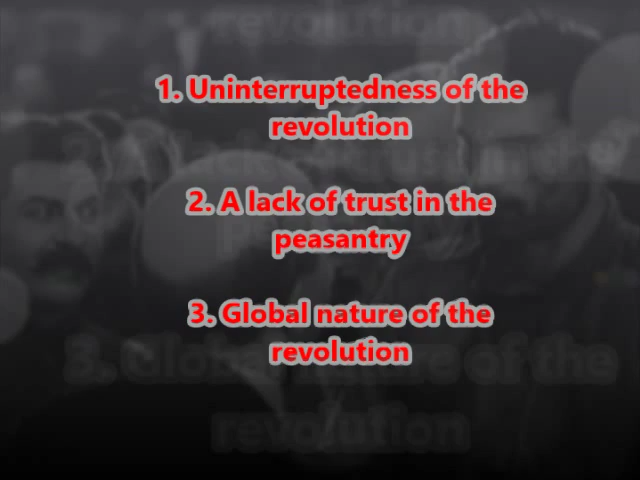 1. Uninterruptedness of the
revolution
2. A lack of trust in the
peasantry
3. Global nature of the
revolution